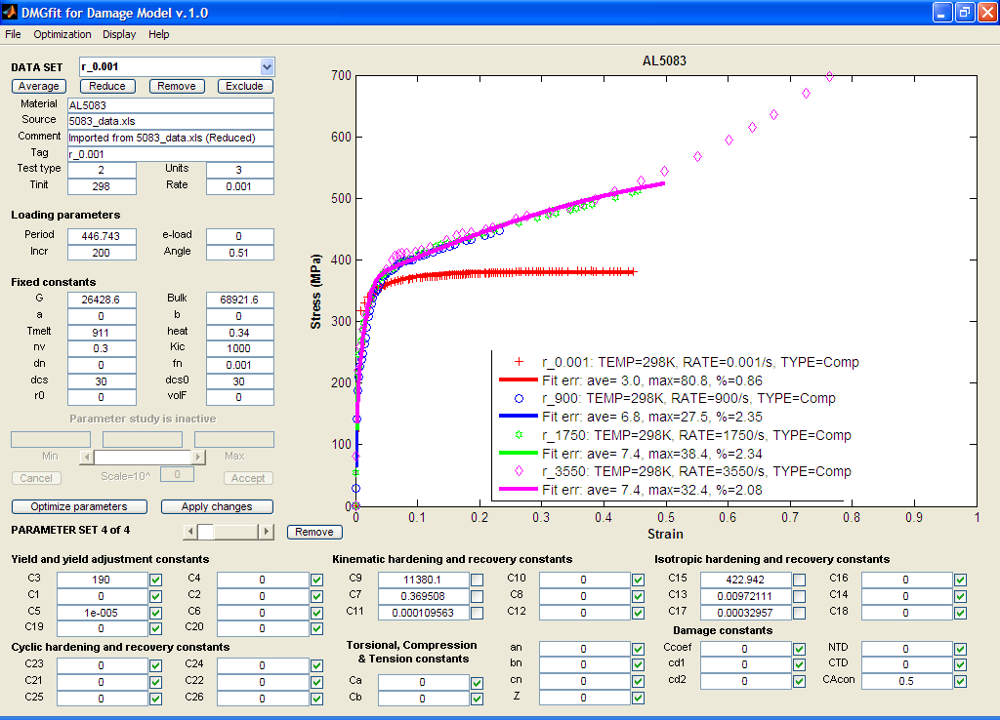 DMGfit for Damage Model v.1.0
File Optimization Display Help
DATA SET r_0.001
Average Reduce Remove Exclude
Material AL5083
Source 5083_data.xls
Comment Imported from 5083_data.xls (Reduced)
Tag r_0.001
Test type 2 Units 3
Tinit 298 Rate 0.001
Loading parameters
Period 446.743 e-load 0
Incr 200 Angle 0.51
Fixed constants
G 26428.6 Bulk 68921.6
a 0 b 0
Tmelt 911 heat 0.34
nv 0.3 Kic 1000
dn 0 fn 0.001
dcs 30 dcs0 30
r0 0 volF 0
Parameter study is inactive
Min Max
Cancel Scale=10^ 0 Accept
Optimize parameters Apply changes
PARAMETER SET 4 of 4 Remove
AL5083
700
600
500
400
300
200
100
0
Stress (MPa)
0 0.1 0.2 0.3 0.4 0.5 0.6 0.7 0.8 0.9 1
Strain
r_0.001: TEMP=298K, RATE=0.001/s, TYPE=Comp
Fit err: ave= 3.0, max=80.8, %=0.86
r_900: TEMP=298K, RATE=900/s, TYPE=Comp
Fit err: ave= 6.8, max=27.5, %=2.35
r_1750: TEMP=298K, RATE=1750/s, TYPE=Comp
Fit err: ave= 7.4, max=38.4, %=2.34
r_3550: TEMP=298K, RATE=3550/s, TYPE=Comp
Fit err: ave= 7.4, max=32.4, %=2.08
Yield and yield adjustment constants
C3 190 C4 0
C1 0 C2 0
C5 1e-005 C6 0
C19 0 C20 0
Cyclic hardening and recovery constants
C23 0 C24 0
C21 0 C22 0
C25 0 C26 0
Kinematic hardening and recovery constants
C9 11380.1 C10 0
C7 0.369508 C8 0
C11 0.000109563 C12 0
Torsional, Compression
& Tension constants
Ca 0
Cb 0
an 0
bn 0
cn 0
Z 0
Isotropic hardening and recovery constants
C15 422.942 C16 0
C13 0.00972111 C14 0
C17 0.00032957 C18 0
Damage constants
Ccoef 0 NTD 0
cd1 0 CTD 0
cd2 0 CAcon 0.5